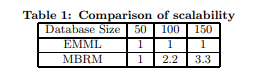 Table 1: Comparison of scalability
Database Size 50 100 150
EMML 1 1 1
MBRM 1 2.2 3.3